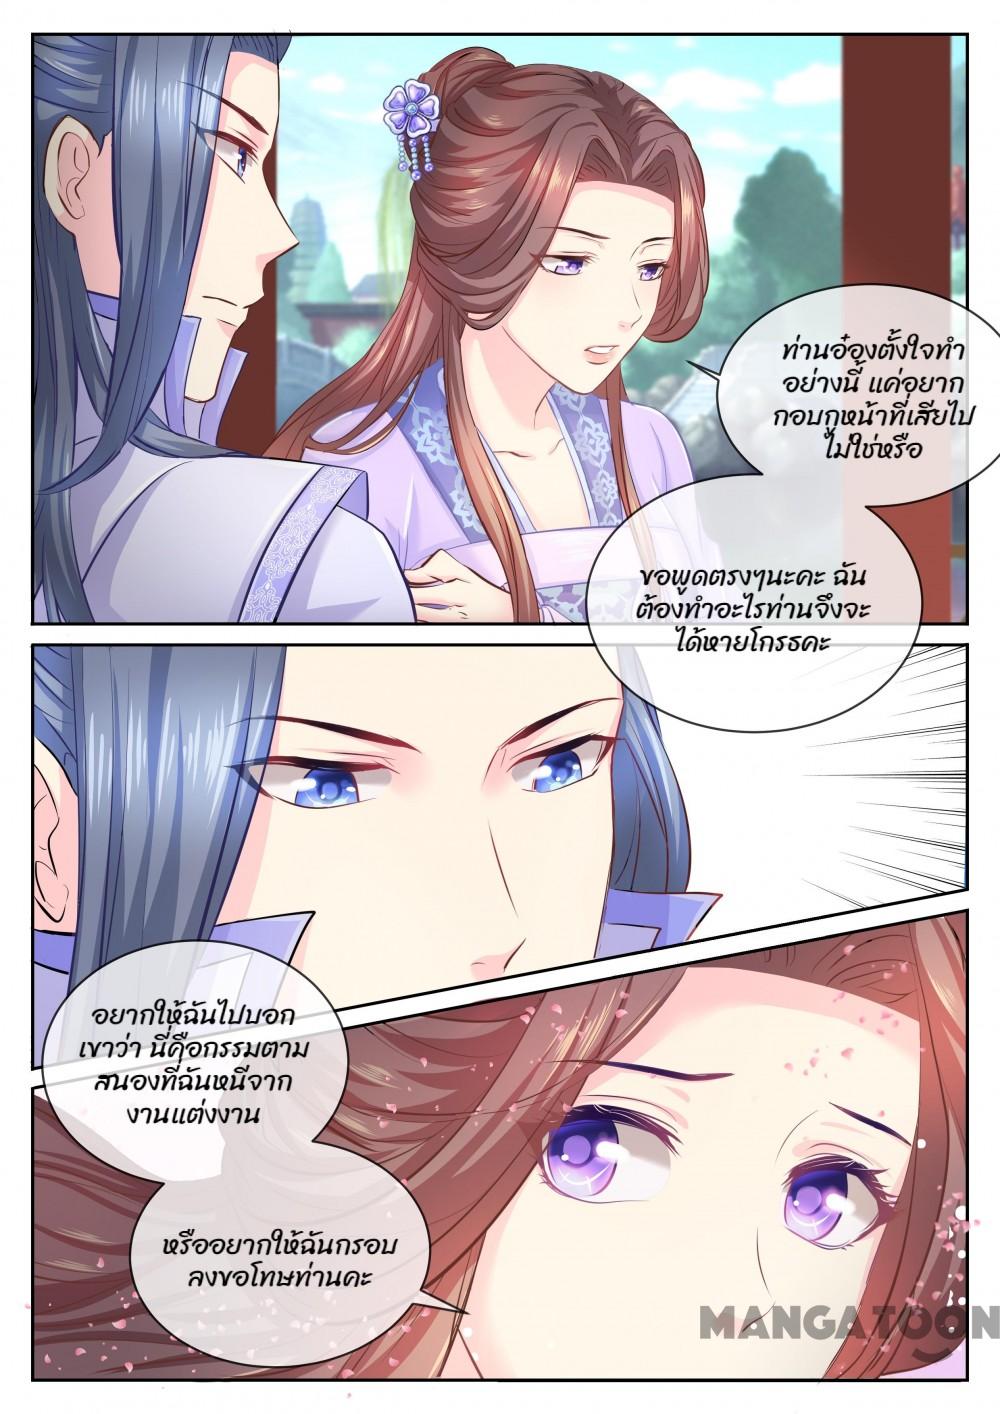 ท่านอ๋องตั้งใจทำ
อย่างนี้ แค่อยาก
กอบกูหน้าที่เสียไป
ไม่ใช่หรือ
ขอพูดตรงๆนะคะ ฉัน
ต้องทำอะไรท่านจึงจะ
ได้หายโกรธคะ
อยากให้ฉันไปบอก
เขาว่า นี่คือกรรมตาม
สนองที่ฉันหนีจาก
งานแต่งงาน
หรืออยากให้ฉันกรอบ
ลงขอโทษท่านคะ
MANGATOON